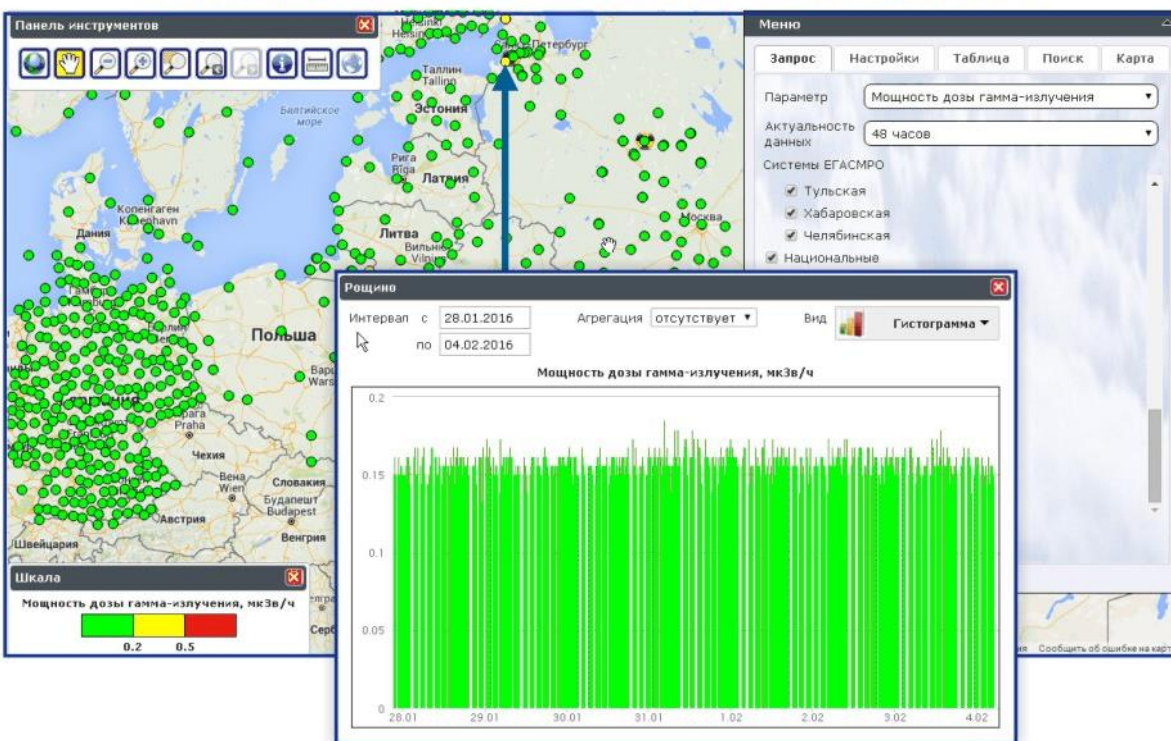 Панель инструментов
Helsinki
Санкт-Петербург
Таллин
Tallinn
Эстония
Балтийское
море
Рига
Rīga
Латвия
Москва
Копенгаген
København
Дания
Литва
Вильнюс
Vilnius
Польша
Прага
Praha
Чехия
Вена
Wien
Словакия
Будапешт
Budapest
Австрия
Венгрия
Швейцария
Шкала
Мощность дозы гамма-излучения, мкЗв/ч
0.2 0.5
Меню
Запрос Настройки Таблица Поиск Карта
Параметр Мощность дозы гамма-излучения
Актуальность
данных
48 часов
Системы ЕГАСМРО
Тульская
Хабаровская
Челябинская
Национальные
Рощино
Интервал с 28.01.2016 Агрегация отсутствует Вид Гистограмма
по 04.02.2016
Мощность дозы гамма-излучения, мкЗв/ч
0.2
0.15
0.1
0.05
0
28.01 29.01 30.01 31.01 1.02 2.02 3.02 4.02
Сообщить об ошибке на карт